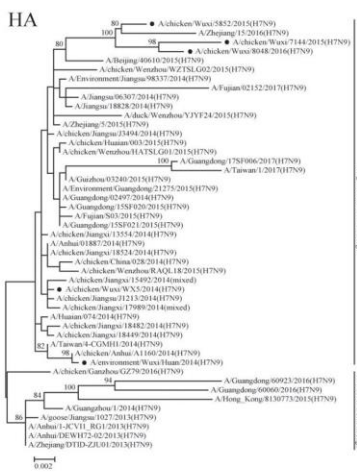 HA
80
A/chicken/Wuxi/5852/2015(H7N9)
100
A/Zhejiang/15/2016(H7N9)
98
A/chicken/Wuxi/7144/2015(H7N9)
80
A/chicken/Wuxi/8048/2016(H7N9)
A/Beijing/40610/2015(H7N9)
A/chicken/Wenzhou/WZTSLG02/2015(H7N9)
A/Environment/Jiangsu/98337/2014(H7N9)
A/Fujian/02152/2017(H7N9)
A/Jiangsu/06307/2014(H7N9)
A/Jiangsu/18828/2014(H7N9)
A/duck/Wenzhou/YJYF24/2015(H7N9)
A/Zhejiang/5/2015(H7N9)
A/chicken/Jiangsu/J3494/2014(H7N9)
A/chicken/Huaian/003/2015(H7N9)
A/chicken/Wenzhou/HATSLG01/2015(H7N9)
100
A/Guangdong/17SF006/2017(H7N9)
A/Taiwan/1/2017(H7N9)
A/Guizhou/03240/2015(H7N9)
A/Environment/Guangdong/21275/2015(H7N9)
A/Guangdong/02497/2014(H7N9)
A/Guangdong/15SF020/2015(H7N9)
A/Fujian/S03/2015(H7N9)
A/Guangdong/15SF021/2015(H7N9)
A/chicken/Jiangxi/13554/2014(H7N9)
A/Anhui/01887/2014(H7N9)
A/chicken/Jiangxi/18524/2014(H7N9)
A/chicken/China/028/2014(H7N9)
A/chicken/Wenzhou/RAQL18/2015(H7N9)
A/chicken/Jiangxi/15492/2014(mixed)
A/chicken/Wuxi/WX5/2014(H7N9)
A/chicken/Jiangsu/J1213/2014(H7N9)
A/chicken/Jiangxi/17989/2014(mixed)
A/Huaian/074/2014(H7N9)
A/chicken/Jiangxi/18482/2014(H7N9)
A/chicken/Jiangxi/18449/2014(H7N9)
82
A/Taiwan/4-CGMH1/2014(H7N9)
98
A/chicken/Anhui/A1160/2014(H7N9)
A/environment/Wuxi/Huan/2014(H7N9)
A/chicken/Ganzhou/GZ79/2016(H7N9)
94
A/Guangdong/60923/2016(H7N9)
100
A/Guangdong/60060/2016(H7N9)
84
A/Hong_Kong/8130773/2015(H7N9)
A/Guangzhou/1/2014(H7N9)
86
A/goose/Jiangsu/1027/2013(H7N9)
A/Anhui/1-JCVI1_RG1/2013(H7N9)
A/Anhui/DEWH72-02/2013(H7N9)
A/Zhejiang/DTID-ZJU01/2013(H7N9)
0.002